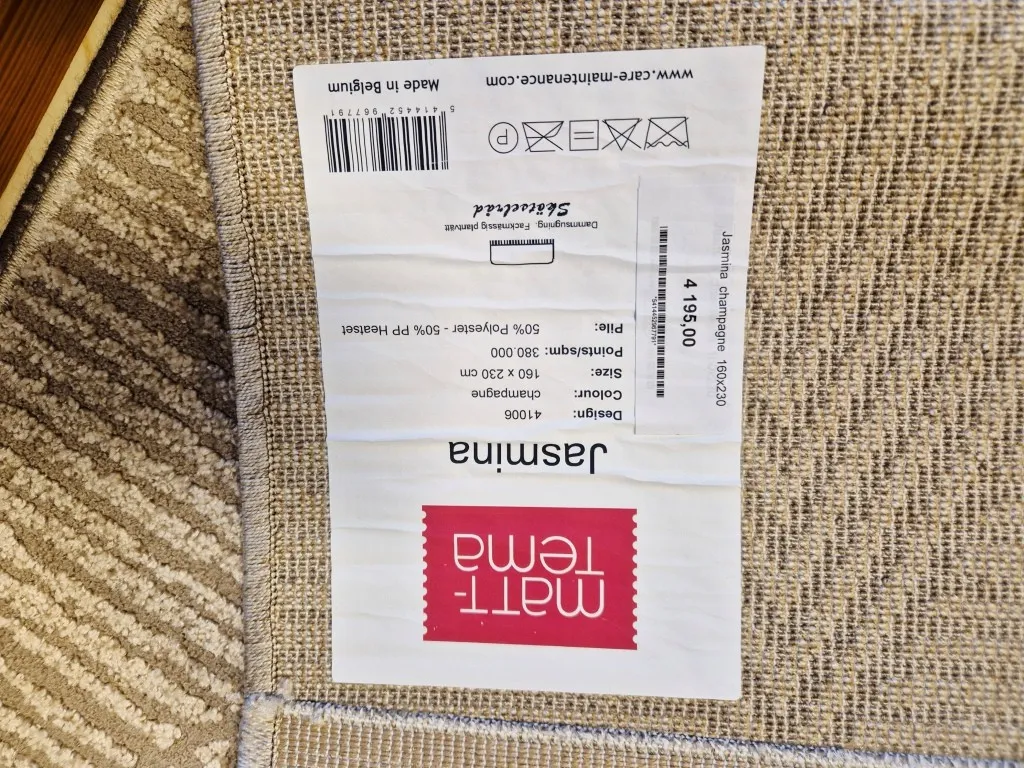 matt-
tema
Jasmina
Design: 41006
Colour: champagne
Size: 160 x 230 cm
Points/sqm: 380.000
Pile: 50% Polyester - 50% PP Heatset
Dammsugning. Fackmässig plantvätt
Skötselråd
5 414452 967791
P
Made in Belgium
www.care-maintenance.com
Jasmina champagne 160x230
4 195,00
*5414452967791*